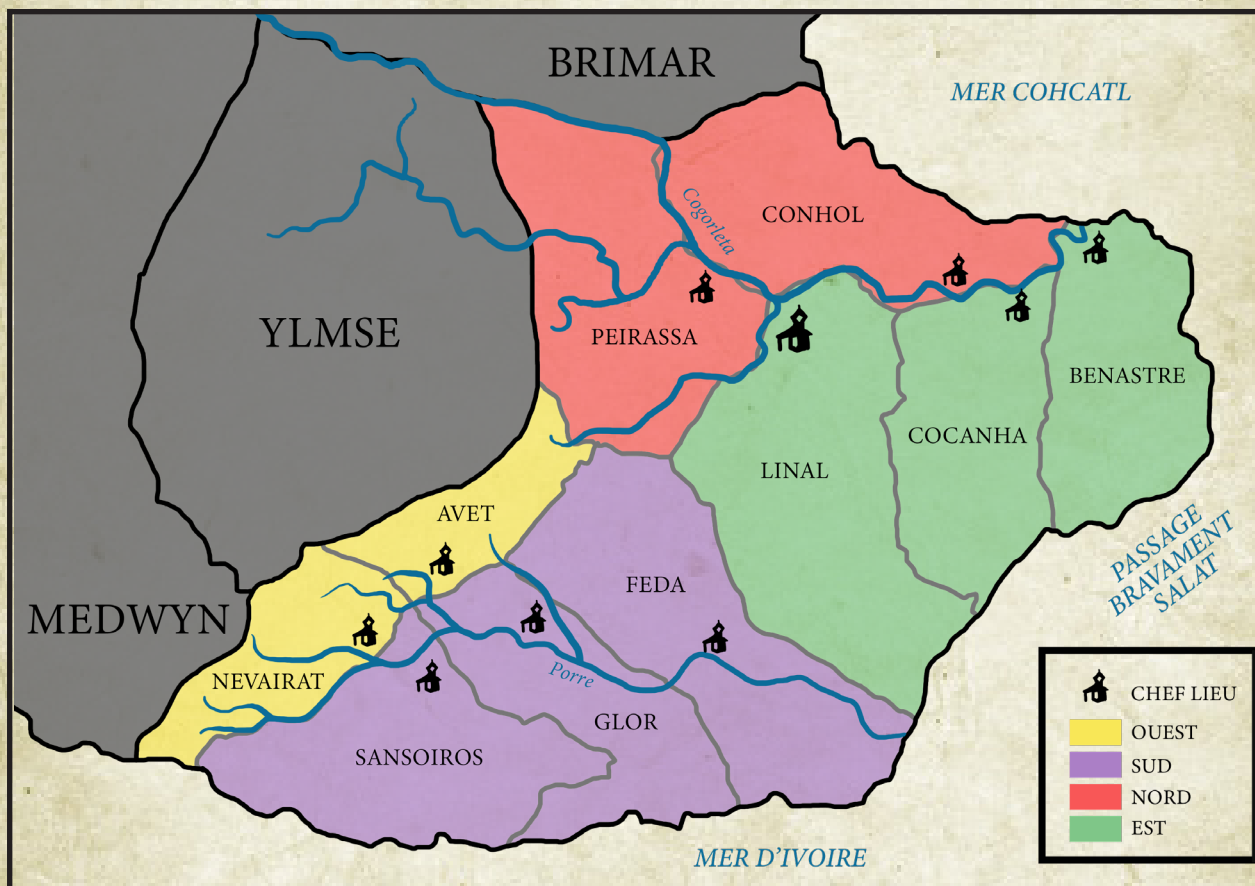 BRIMAR
MER COHCATL
Cogorleta
CONHOL
YLMSE
PEIRASSA
BENASTRE
COCANHA
LINAL
AVET
PASSAGE
BRAVAMENT
SALAT
FEDA
MEDWYN
NEVAIRAT
Porre
GLOR
SANSOIROS
MER D'IVOIRE
CHEF LIEU
OUEST
SUD
NORD
EST